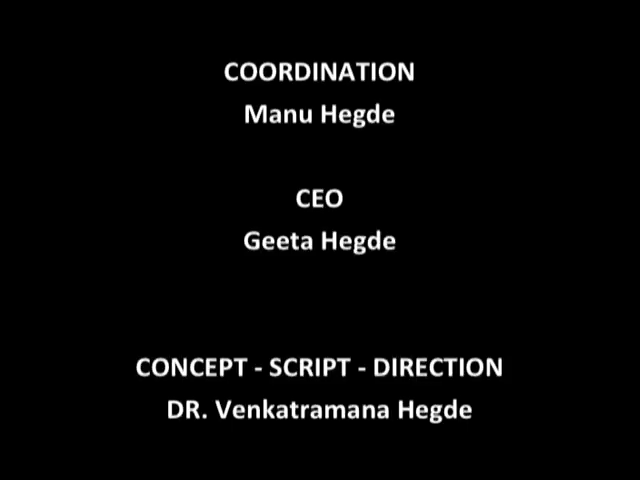 COORDINATION
Manu Hegde
CEO
Geeta Hegde
CONCEPT - SCRIPT - DIRECTION
DR. Venkatramana Hegde